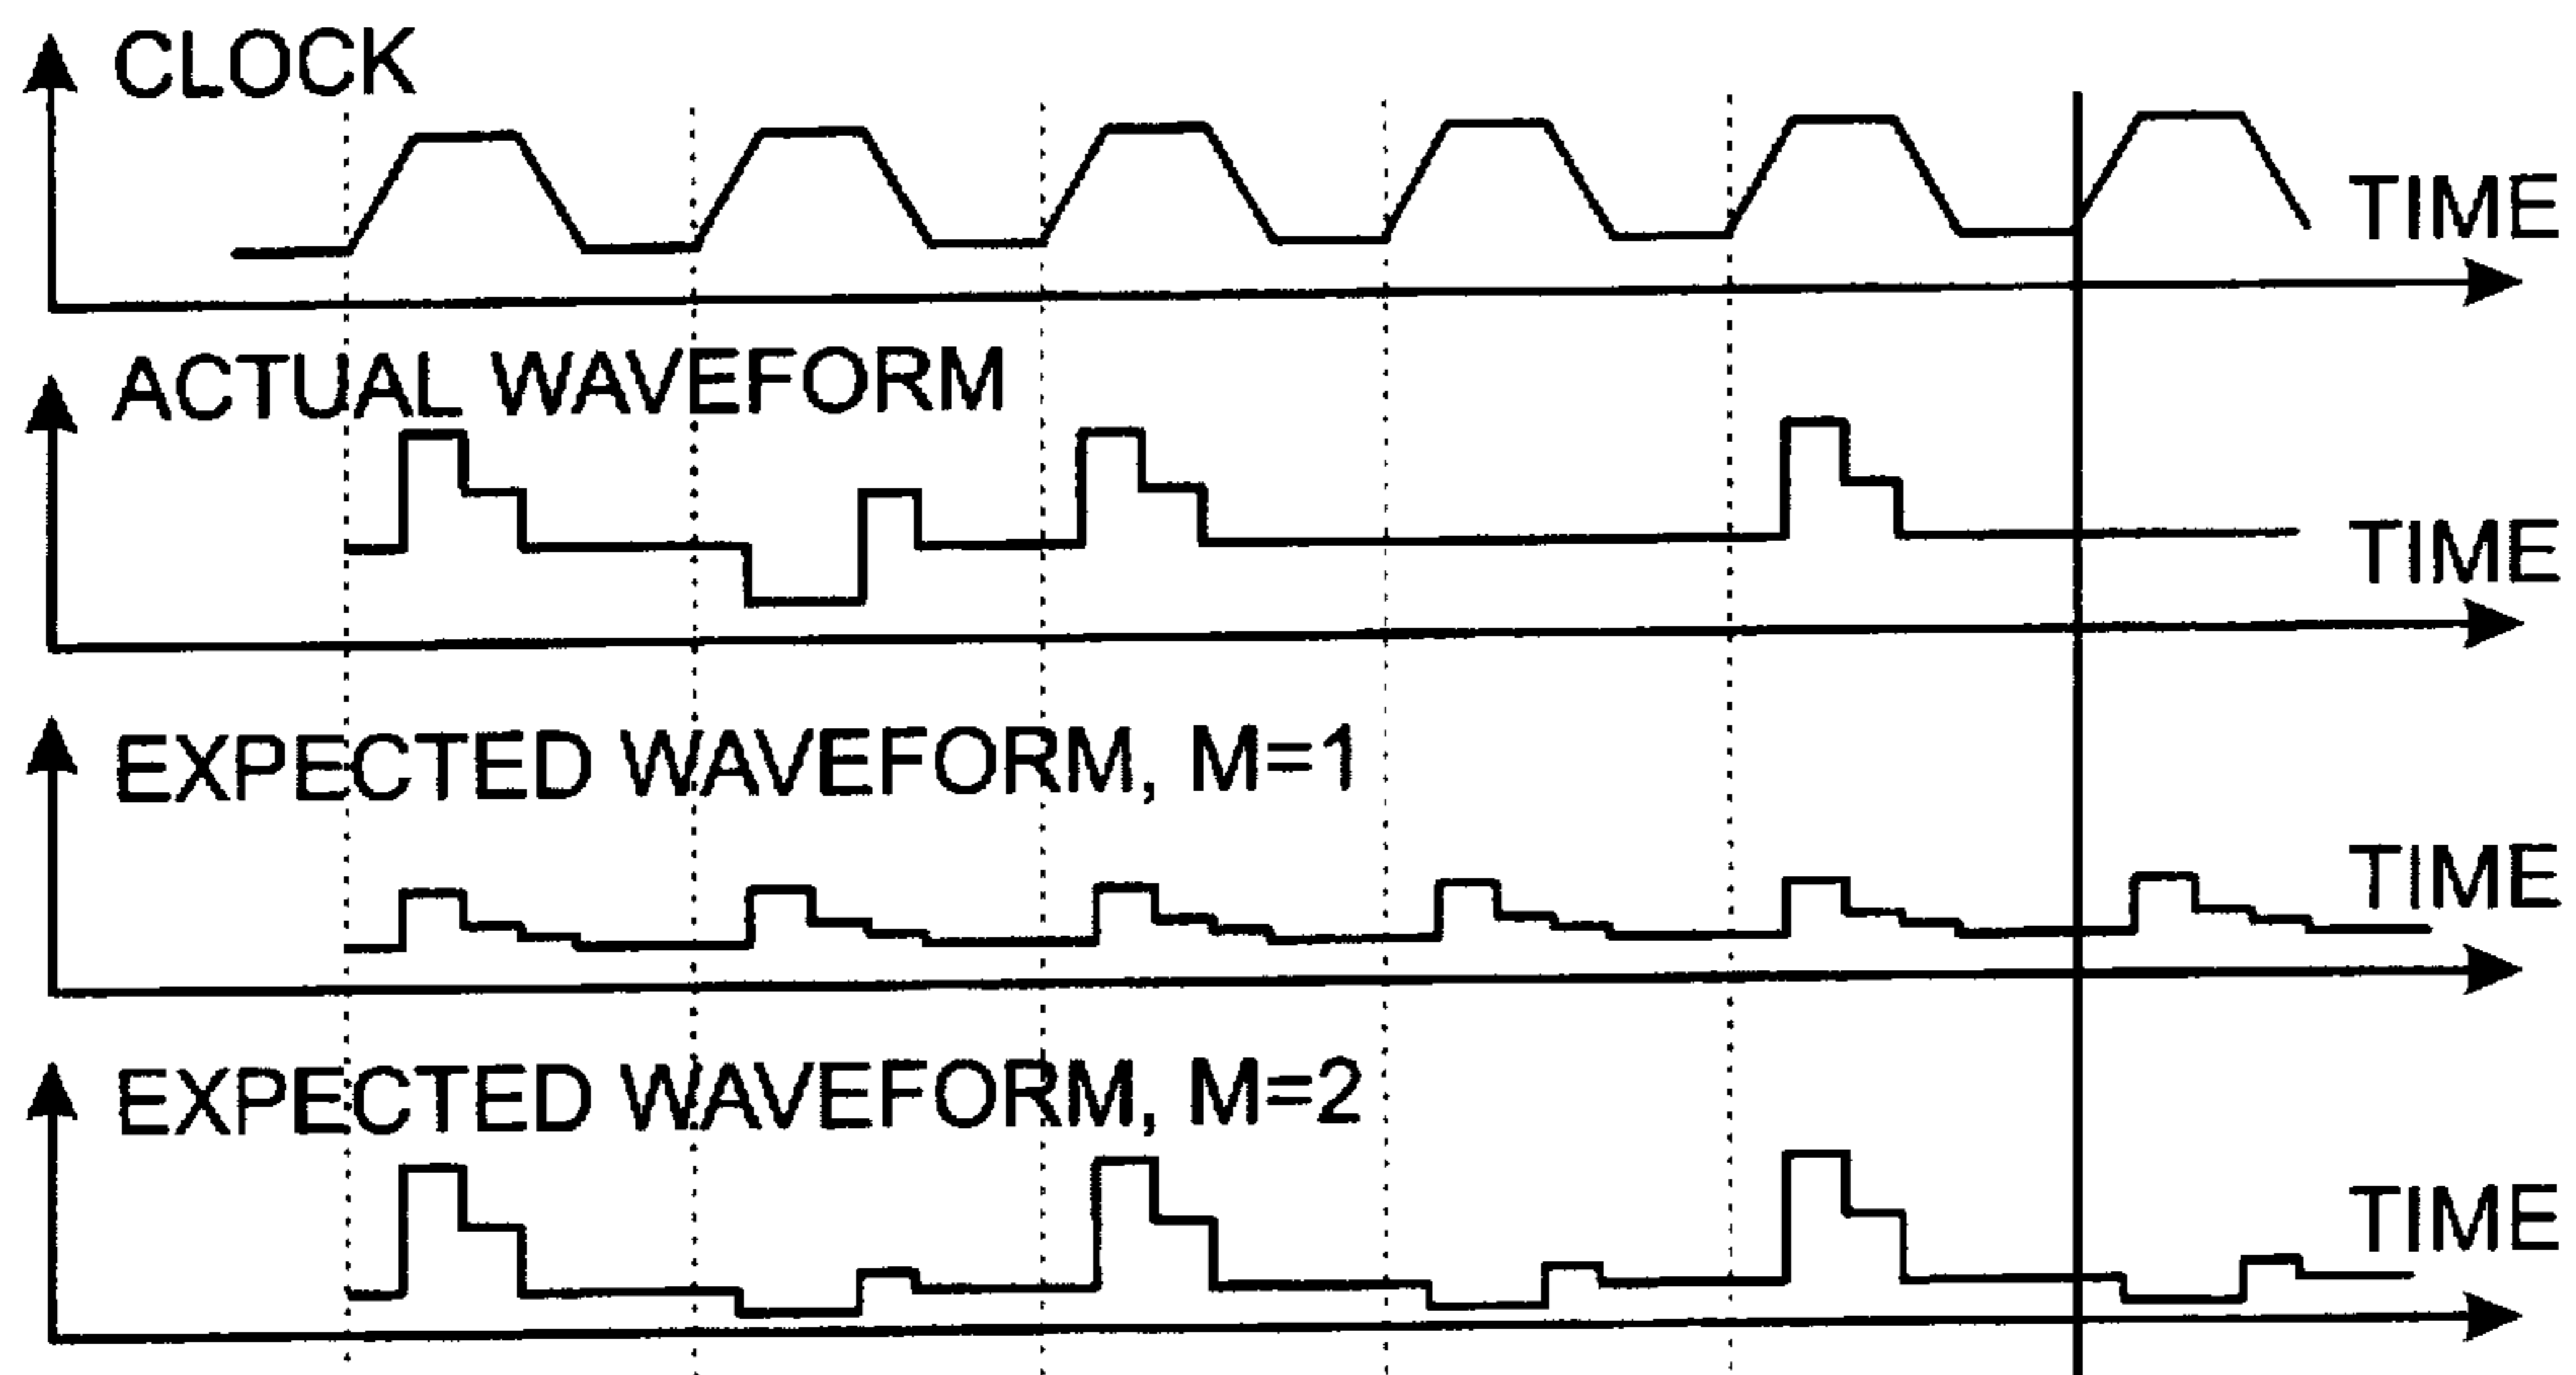 CLOCK
TIME
ACTUAL WAVEFORM
TIME
EXPECTED WAVEFORM, M=1
TIME
EXPECTED WAVEFORM, M=2
TIME